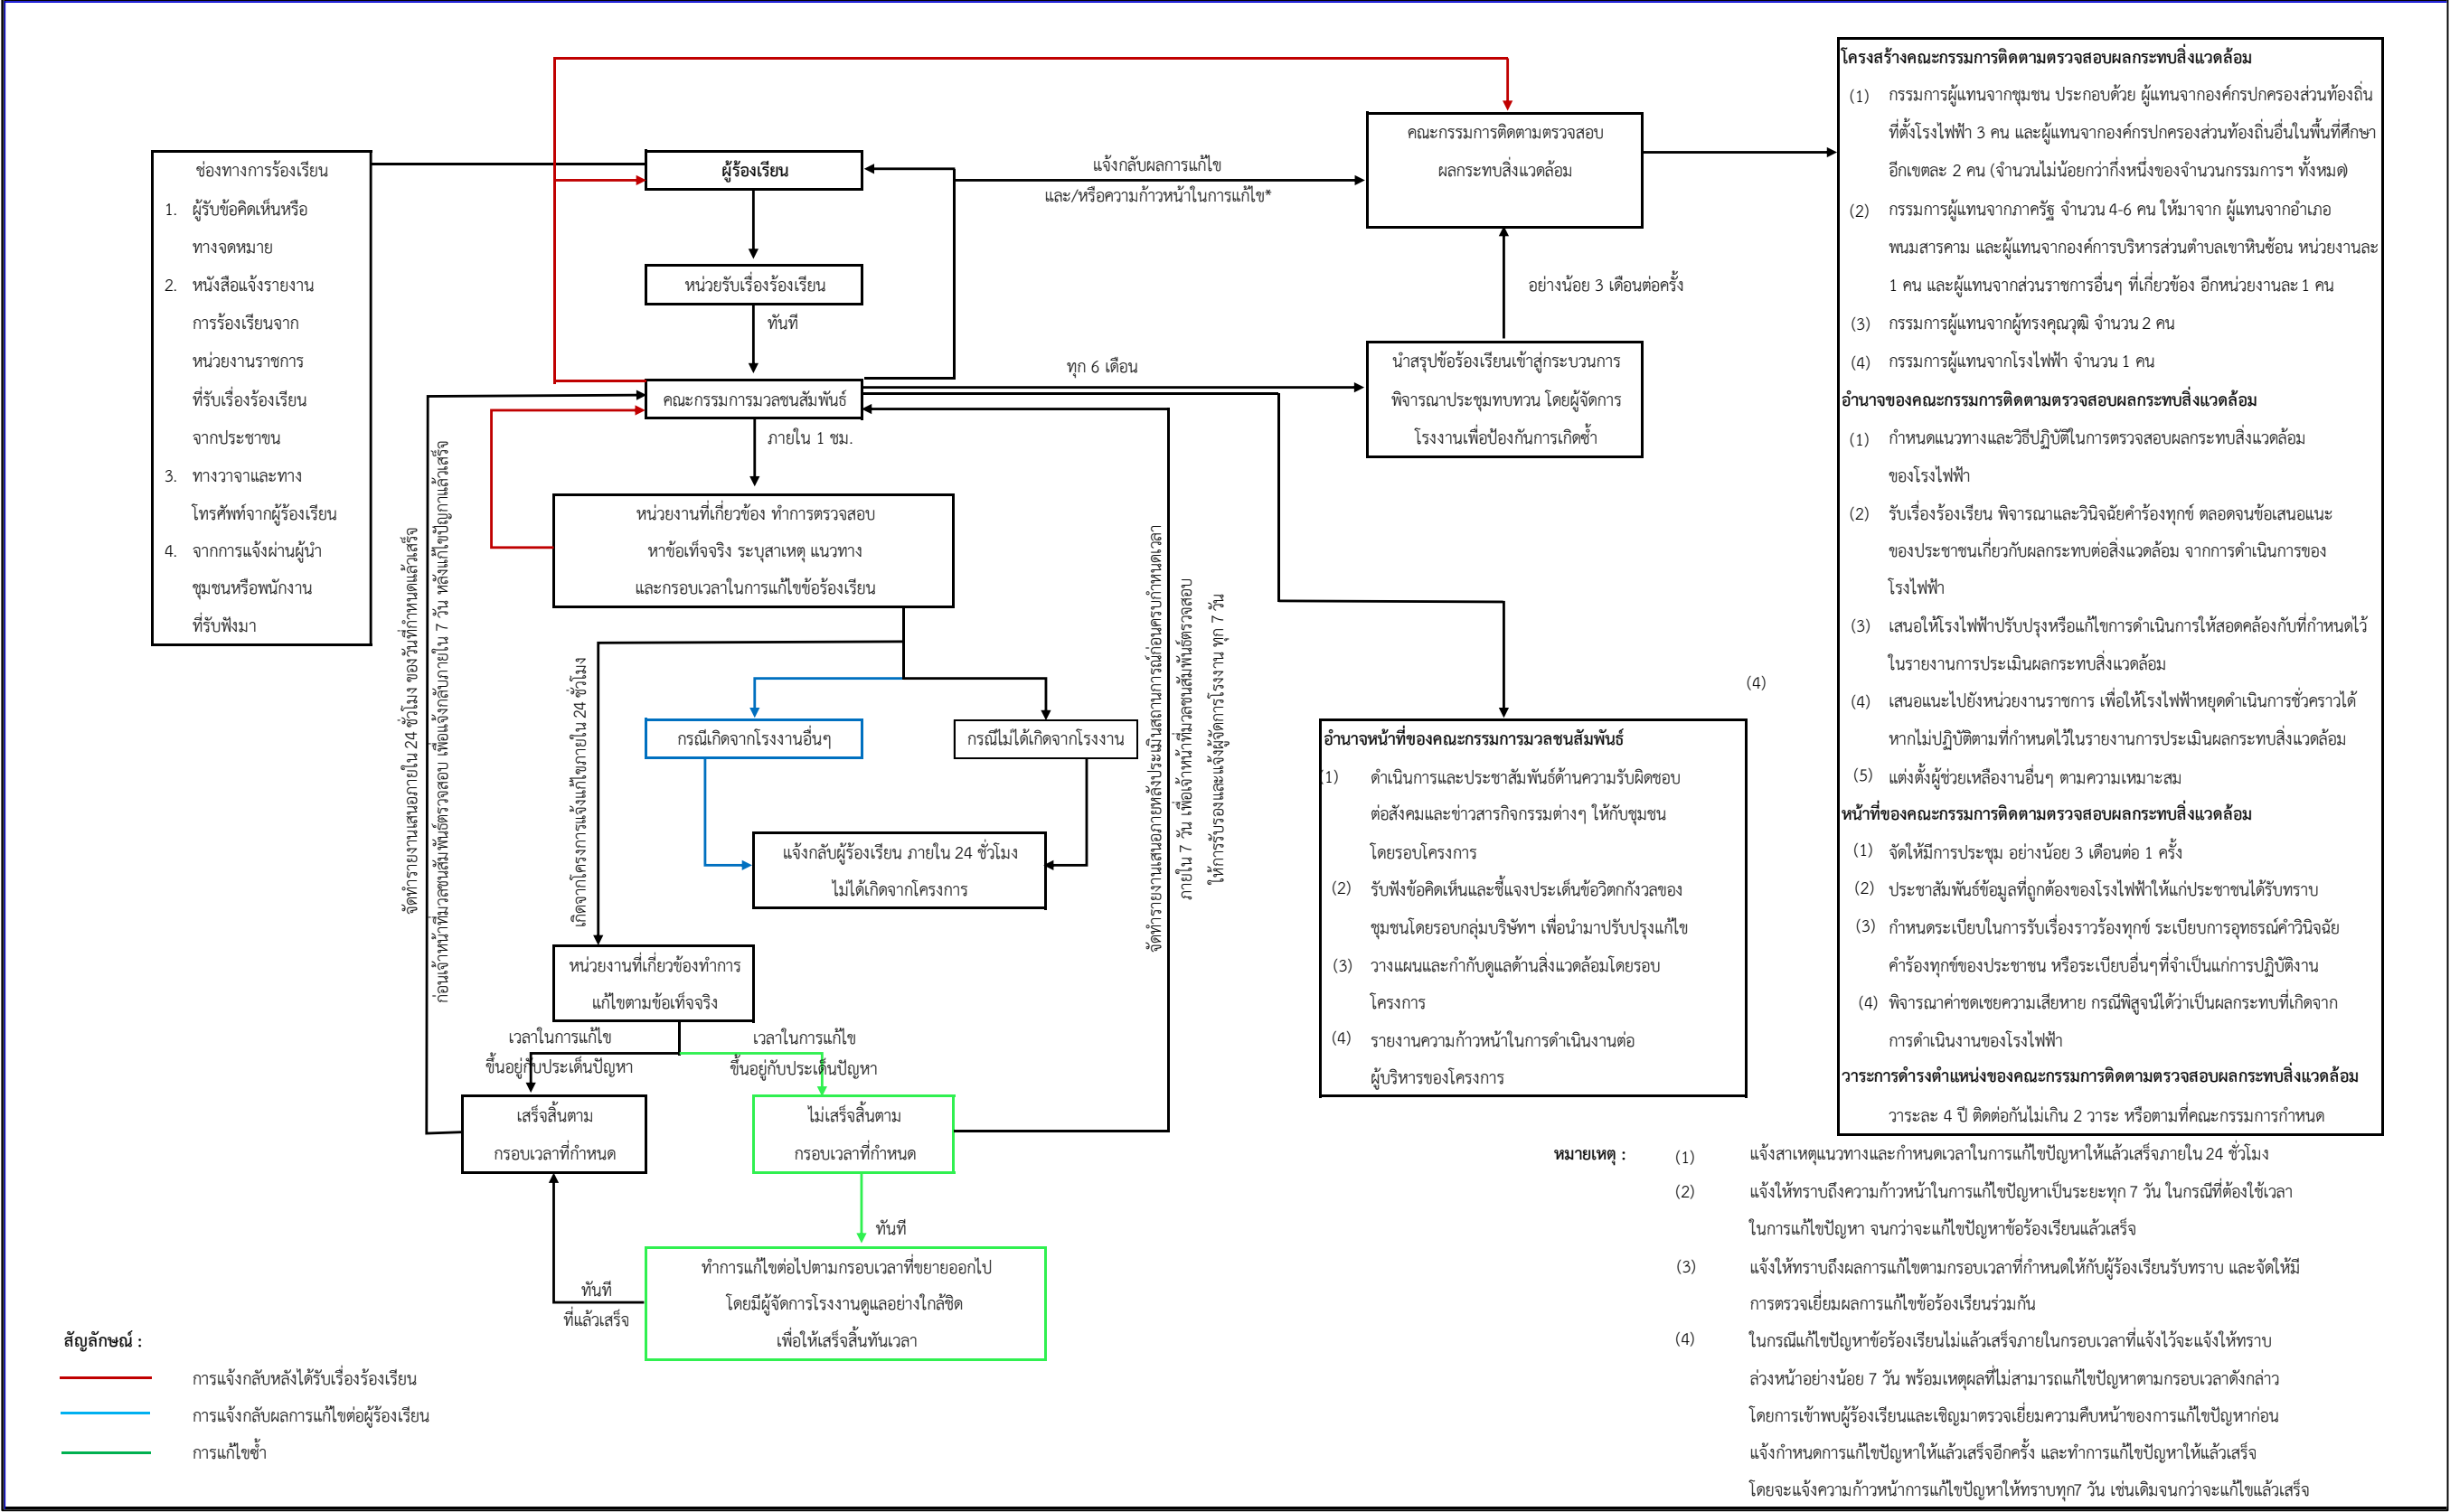 ช่องทางการร้องเรียน
1. ผู้รับข้อคิดเห็นหรือ
ทางจดหมาย
2. หนังสือแจ้งรายงาน
การร้องเรียนจาก
หน่วยงานราชการ
ที่รับเรื่องร้องเรียน
จากประชาขน
3. ทางวาจาและทาง
โทรศัพท์จากผู้ร้องเรียน
4. จากการแจ้งผ่านผู้นำ
ชุมชนหรือพนักงาน
ที่รับฟังมา
ผู้ร้องเรียน
หน่วยรับเรื่องร้องเรียน
ทันที
คณะกรรมการมวลชนสัมพันธ์
ภายใน 1 ชม.
หน่วยงานที่เกี่ยวข้อง ทำการตรวจสอบ
หาข้อเท็จจริง ระบุสาเหตุ แนวทาง
และกรอบเวลาในการแก้ไขข้อร้องเรียน
แจ้งกลับผลการแก้ไข
และ/หรือความก้าวหน้าในการแก้ไข*
ทุก 6 เดือน
คณะกรรมการติดตามตรวจสอบ
ผลกระทบสิ่งแวดล้อม
อย่างน้อย 3 เดือนต่อครั้ง
นำสรุปข้อร้องเรียนเข้าสู่กระบวนการ
พิจารณาประชุมทบทวน โดยผู้จัดการ
โรงงานเพื่อป้องกันการเกิดซ้ำ
จัดทำรายงานเสนอภายใน 24 ชั่วโมง ของวันที่กำหนดแล้วเสร็จ
ก่อนเจ้าหน้าที่มวลชนสัมพันธ์ตรวจสอบ เพื่อแจ้งกลับภายใน 7 วัน หลังแก้ไขปัญกาแล้วเสร็จ
เกิดจากโครงการแจ้งแก้ไขภายใน 24 ชั่วโมง
กรณีเกิดจากโรงงานอื่นๆ
กรณีไม่ได้เกิดจากโรงงาน
แจ้งกลับผู้ร้องเรียน ภายใน 24 ชั่วโมง
ไม่ได้เกิดจากโครงการ
จัดทำรายงานเสนอภายหลังประเมินสถานการณ์ก่อนครบกำหนดเวลา
ภายใน 7 วัน เพื่อเจ้าหน้าที่มวลชนสัมพันธ์ตรวจสอบ
ให้การรับรองและแจ้งผู้จัดการโรงงาน ทุก 7 วัน
หน่วยงานที่เกี่ยวข้องทำการ
แก้ไขตามข้อเท็จจริง
เวลาในการแก้ไข
ขึ้นอยู่กับประเด็นปัญหา
เวลาในการแก้ไข
ขึ้นอยู่กับประเด็นปัญหา
เสร็จสิ้นตาม
กรอบเวลาที่กำหนด
ไม่เสร็จสิ้นตาม
กรอบเวลาที่กำหนด
ทันที
ทำการแก้ไขต่อไปตามกรอบเวลาที่ขยายออกไป
โดยมีผู้จัดการโรงงานดูแลอย่างใกล้ชิด
เพื่อให้เสร็จสิ้นทันเวลา
ทันที
ที่แล้วเสร็จ
(4)
อำนาจหน้าที่ของคณะกรรมการมวลชนสัมพันธ์
(1) ดำเนินการและประชาสัมพันธ์ด้านความรับผิดชอบ
ต่อสังคมและข่าวสารกิจกรรมต่างๆ ให้กับชุมชน
โดยรอบโครงการ
(2) รับฟังข้อคิดเห็นและชี้แจงประเด็นข้อวิตกกังวลของ
ชุมชนโดยรอบกลุ่มบริษัทฯ เพื่อนำมาปรับปรุงแก้ไข
(3) วางแผนและกำกับดูแลด้านสิ่งแวดล้อมโดยรอบ
โครงการ
(4) รายงานความก้าวหน้าในการดำเนินงานต่อ
ผู้บริหารของโครงการ
โครงสร้างคณะกรรมการติดตามตรวจสอบผลกระทบสิ่งแวดล้อม
(1) กรรมการผู้แทนจากชุมชน ประกอบด้วย ผู้แทนจากองค์กรปกครองส่วนท้องถิ่น
ที่ตั้งโรงไฟฟ้า 3 คน และผู้แทนจากองค์กรปกครองส่วนท้องถิ่นอื่นในพื้นที่ศึกษา
อีกเขตละ 2 คน (จำนวนไม่น้อยกว่ากึ่งหนึ่งของจำนวนกรรมการฯ ทั้งหมด)
(2) กรรมการผู้แทนจากภาครัฐ จำนวน 4-6 คน ให้มาจาก ผู้แทนจากอำเภอ
พนมสารคาม และผู้แทนจากองค์การบริหารส่วนตำบลเขาหินซ้อน หน่วยงานละ
1 คน และผู้แทนจากส่วนราชการอื่นๆ ที่เกี่ยวข้อง อีกหน่วยงานละ 1 คน
(3) กรรมการผู้แทนจากผู้ทรงคุณวุฒิ จำนวน 2 คน
(4) กรรมการผู้แทนจากโรงไฟฟ้า จำนวน 1 คน
อำนาจของคณะกรรมการติดตามตรวจสอบผลกระทบสิ่งแวดล้อม
(1) กำหนดแนวทางและวิธีปฏิบัติในการตรวจสอบผลกระทบสิ่งแวดล้อม
ของโรงไฟฟ้า
(2) รับเรื่องร้องเรียน พิจารณาและวินิจฉัยคำร้องทุกข์ ตลอดจนข้อเสนอแนะ
ของประชาชนเกี่ยวกับผลกระทบต่อสิ่งแวดล้อม จากการดำเนินการของ
โรงไฟฟ้า
(3) เสนอให้โรงไฟฟ้าปรับปรุงหรือแก้ไขการดำเนินการให้สอดคล้องกับที่กำหนดไว้
ในรายงานการประเมินผลกระทบสิ่งแวดล้อม
(4) เสนอแนะไปยังหน่วยงานราชการ เพื่อให้โรงไฟฟ้าหยุดดำเนินการชั่วคราวได้
หากไม่ปฏิบัติตามที่กำหนดไว้ในรายงานการประเมินผลกระทบสิ่งแวดล้อม
(5) แต่งตั้งผู้ช่วยเหลืองานอื่นๆ ตามความเหมาะสม
หน้าที่ของคณะกรรมการติดตามตรวจสอบผลกระทบสิ่งแวดล้อม
(1) จัดให้มีการประชุม อย่างน้อย 3 เดือนต่อ 1 ครั้ง
(2) ประชาสัมพันธ์ข้อมูลที่ถูกต้องของโรงไฟฟ้าให้แก่ประชาชนได้รับทราบ
(3) กำหนดระเบียบในการรับเรื่องราวร้องทุกข์ ระเบียบการอุทธรณ์คำวินิจฉัย
คำร้องทุกข์ของประชาชน หรือระเบียบอื่นๆที่จำเป็นแก่การปฏิบัติงาน
(4) พิจารณาค่าชดเชยความเสียหาย กรณีพิสูจน์ได้ว่าเป็นผลกระทบที่เกิดจาก
การดำเนินงานของโรงไฟฟ้า
วาระการดำรงตำแหน่งของคณะกรรมการติดตามตรวจสอบผลกระทบสิ่งแวดล้อม
วาระละ 4 ปี ติดต่อกันไม่เกิน 2 วาระ หรือตามที่คณะกรรมการกำหนด
หมายเหตุ : (1) แจ้งสาเหตุแนวทางและกำหนดเวลาในการแก้ไขปัญหาให้แล้วเสร็จภายใน 24 ชั่วโมง
(2) แจ้งให้ทราบถึงความก้าวหน้าในการแก้ไขปัญหาเป็นระยะทุก 7 วัน ในกรณีที่ต้องใช้เวลา
ในการแก้ไขปัญหา จนกว่าจะแก้ไขปัญหาข้อร้องเรียนแล้วเสร็จ
(3) แจ้งให้ทราบถึงผลการแก้ไขตามกรอบเวลาที่กำหนดให้กับผู้ร้องเรียนรับทราบ และจัดให้มี
การตรวจเยี่ยมผลการแก้ไขข้อร้องเรียนร่วมกัน
(4) ในกรณีแก้ไขปัญหาข้อร้องเรียนไม่แล้วเสร็จภายในกรอบเวลาที่แจ้งไว้จะแจ้งให้ทราบ
ล่วงหน้าอย่างน้อย 7 วัน พร้อมเหตุผลที่ไม่สามารถแก้ไขปัญหาตามกรอบเวลาดังกล่าว
โดยการเข้าพบผู้ร้องเรียนและเชิญมาตรวจเยี่ยมความคืบหน้าของการแก้ไขปัญหาก่อน
แจ้งกำหนดการแก้ไขปัญหาให้แล้วเสร็จอีกครั้ง และทำการแก้ไขปัญหาให้แล้วเสร็จ
โดยจะแจ้งความก้าวหน้าการแก้ไขปัญหาให้ทราบทุก7 วัน เช่นเดิมจนกว่าจะแก้ไขแล้วเสร็จ
สัญลักษณ์ :
การแจ้งกลับหลังได้รับเรื่องร้องเรียน
การแจ้งกลับผลการแก้ไขต่อผู้ร้องเรียน
การแก้ไขซ้ำ